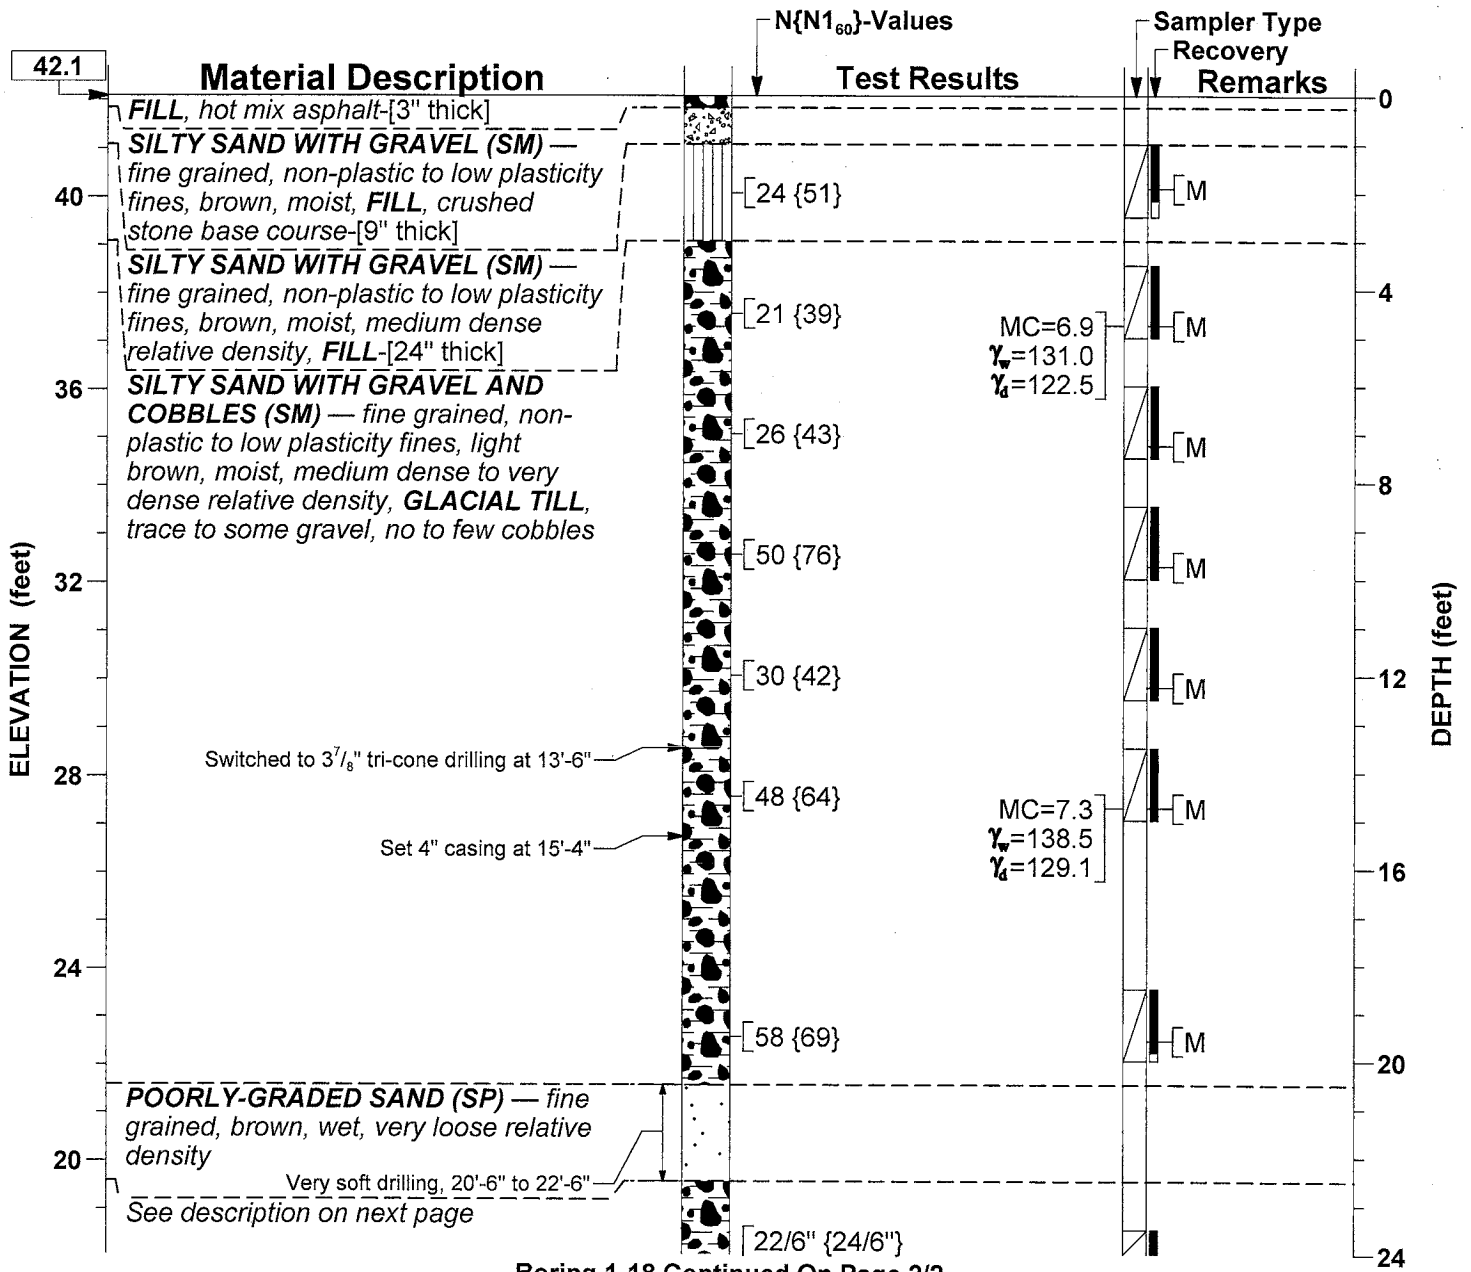 N{N1₆₀}-Values
Sampler Type
Recovery
42.1
Material Description
Test Results
Remarks
FILL, hot mix asphalt-[3" thick]
SILTY SAND WITH GRAVEL (SM) —
fine grained, non-plastic to low plasticity
fines, brown, moist, FILL, crushed
stone base course-[9" thick]
SILTY SAND WITH GRAVEL (SM) —
fine grained, non-plastic to low plasticity
fines, brown, moist, medium dense
relative density, FILL-[24" thick]
SILTY SAND WITH GRAVEL AND
COBBLES (SM) — fine grained, non-
plastic to low plasticity fines, light
brown, moist, medium dense to very
dense relative density, GLACIAL TILL,
trace to some gravel, no to few cobbles
Switched to 3⁷/₈" tri-cone drilling at 13'-6"
Set 4" casing at 15'-4"
POORLY-GRADED SAND (SP) — fine
grained, brown, wet, very loose relative
density
Very soft drilling, 20'-6" to 22'-6"
See description on next page
ELEVATION (feet)
40
36
32
28
24
20
24 {51}
21 {39}
26 {43}
50 {76}
30 {42}
48 {64}
58 {69}
22/6" {24/6"}
MC=6.9
γw=131.0
γd=122.5
MC=7.3
γw=138.5
γd=129.1
M
M
M
M
M
M
M
0
4
8
12
16
20
24
DEPTH (feet)
Boring 1-18 Continued On Page 2/2